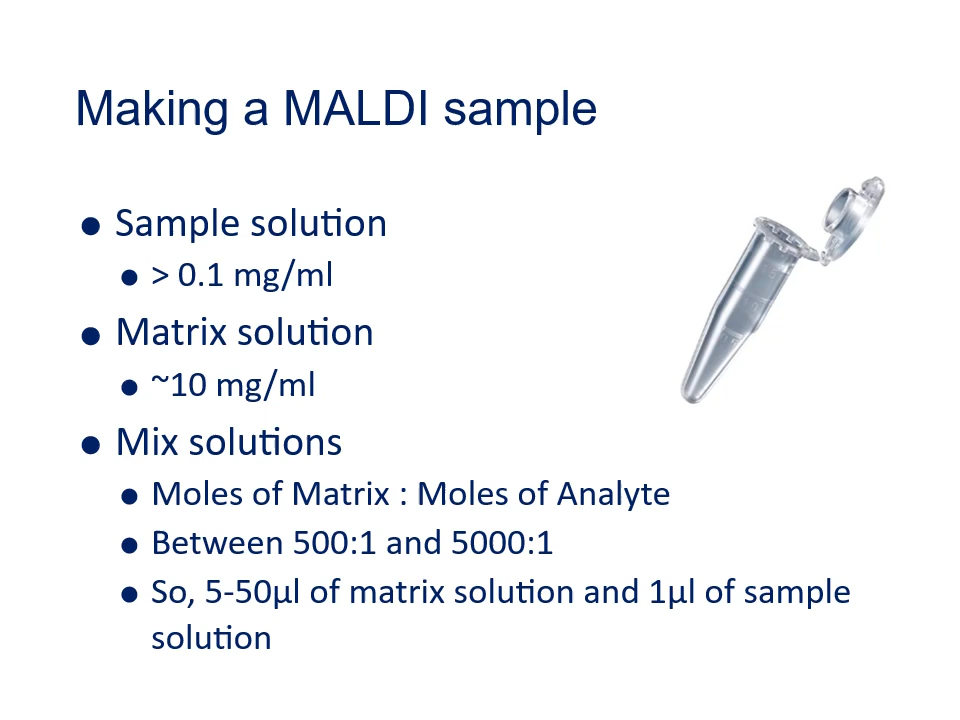 Making a MALDI sample
● Sample solution
● > 0.1 mg/ml
● Matrix solution
● ~10 mg/ml
● Mix solutions
● Moles of Matrix : Moles of Analyte
● Between 500:1 and 5000:1
● So, 5-50µl of matrix solution and 1µl of sample
solution